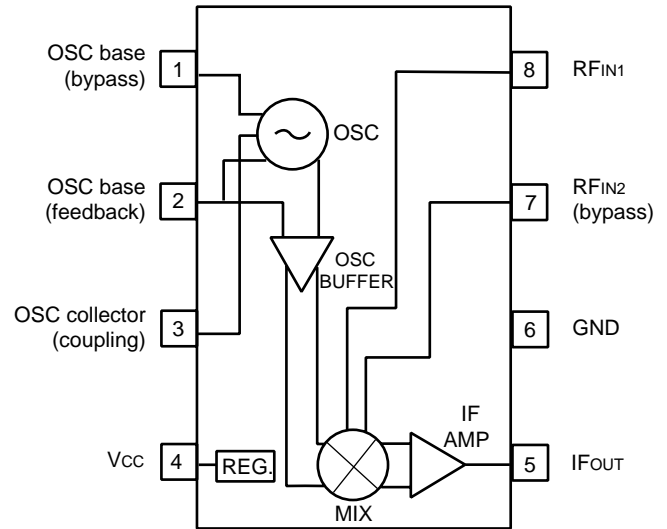 OSC base
(bypass)
1
OSC base
(feedback)
2
OSC collector
(coupling)
3
VCC
4
REG.
OSC
OSC
BUFFER
MIX
IF
AMP
8
RFIN1
7
RFIN2
(bypass)
6
GND
5
IFOUT